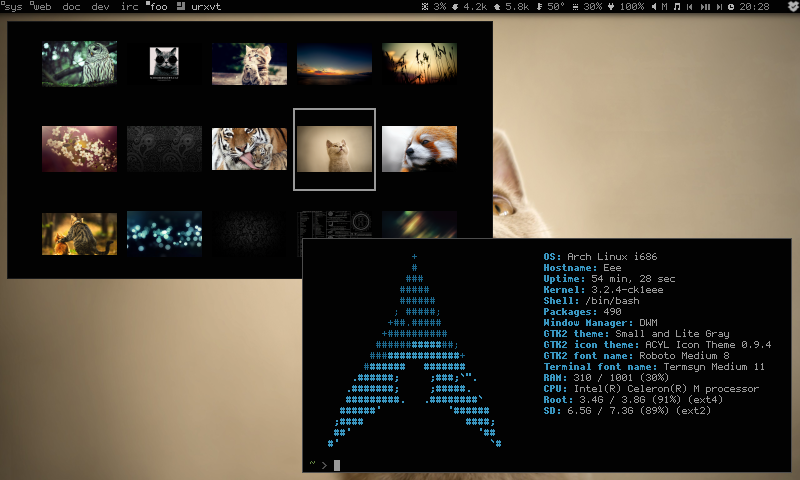 sys web doc dev irc foo urxvt 3% 4.2k 5.8k 50° 30% 100% M 20:28
OS: Arch Linux i686
Hostname: Eee
Uptime: 54 min, 28 sec
Kernel: 3.2.4-ck1eee
Shell: /bin/bash
Packages: 490
Window Manager: DWM
GTK2 theme: Small and Lite Gray
GTK2 icon theme: ACYL Icon Theme 0.9.4
GTK2 font name: Roboto Medium 8
Terminal font name: Termsyn Medium 11
RAM: 310 / 1001 (30%)
CPU: Intel(R) Celeron(R) M processor
Root: 3.4G / 3.8G (91%) (ext4)
SD: 6.5G / 7.3G (89%) (ext2)
~ >